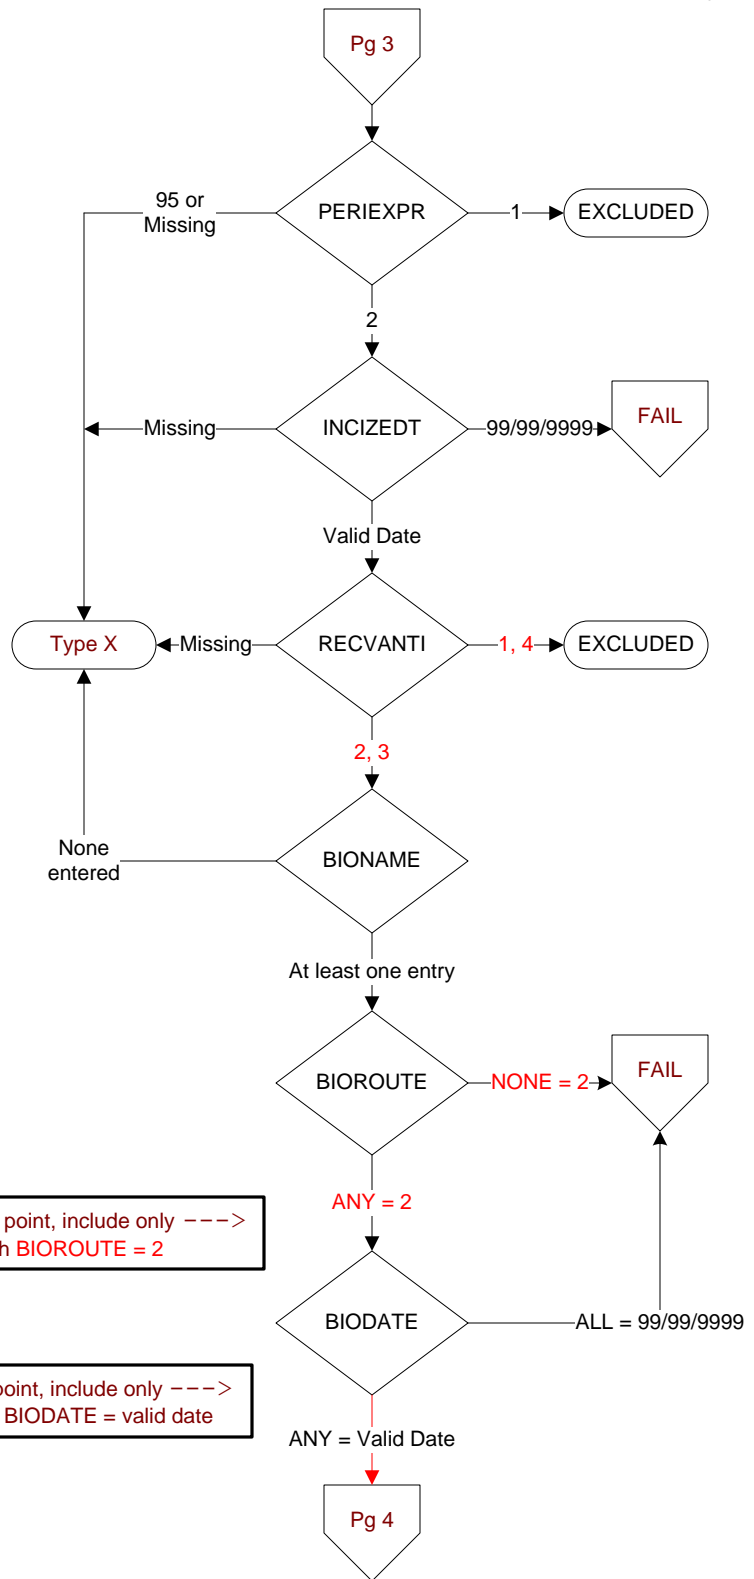 Pg 3
95 or
Missing
PERIEXPR
1
EXCLUDED
2
Missing
INCIZEDT
99/99/9999
FAIL
Valid Date
Type X
Missing
RECVANTI
1, 4
EXCLUDED
2, 3
None
entered
BIONAME
At least one entry
BIOROUTE
NONE = 2
FAIL
ANY = 2
point, include only --->
h BIOROUTE = 2
BIODATE
ALL = 99/99/9999
point, include only --->
BIODATE = valid date
ANY = Valid Date
Pg 4